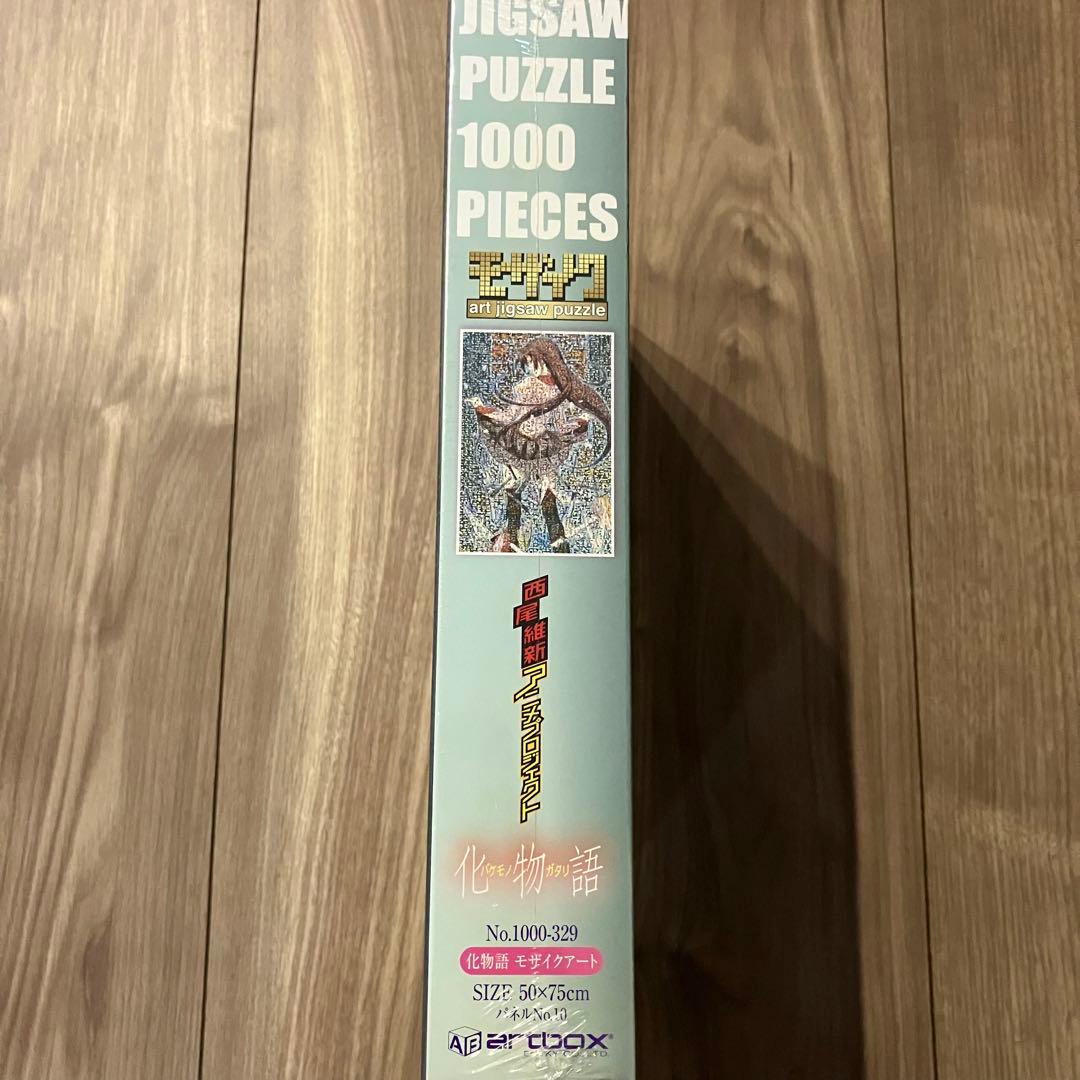 JIGSAW
PUZZLE
1000
PIECES
モザイク
art jigsaw puzzle
西尾維新
アニメプロジェクト
化物語
バケモノガタリ
No.1000-329
化物語 モザイクアート
SIZE 50×75cm
パネルNo.10
artbox